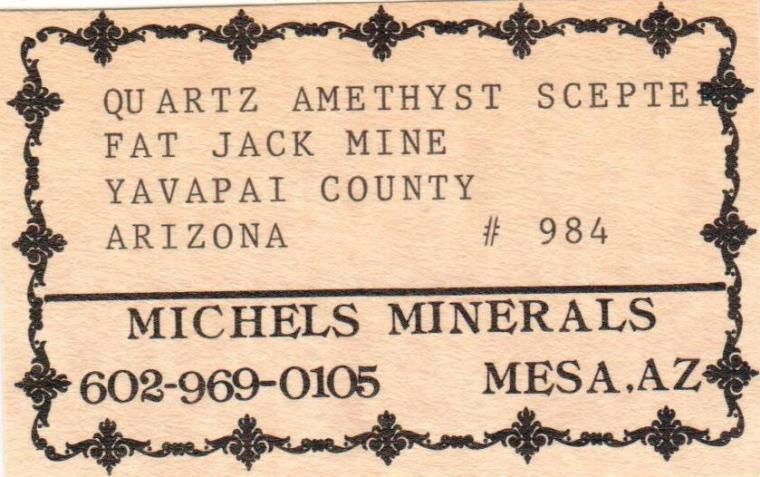 QUARTZ AMETHYST SCEPTER
FAT JACK MINE
YAVAPAI COUNTY
ARIZONA # 984
MICHELS MINERALS
602-969-0105 MESA, AZ